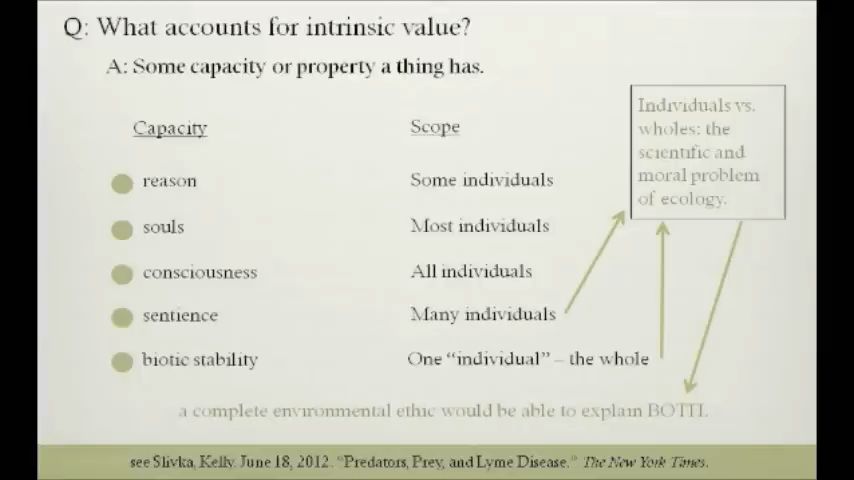 Q: What accounts for intrinsic value?
A: Some capacity or property a thing has.
Capacity Scope
reason Some individuals
souls Most individuals
consciousness All individuals
sentience Many individuals
biotic stability One “individual” – the whole
Individuals vs.
wholes: the
scientific and
moral problem
of ecology.
a complete environmental ethic would be able to explain BOTH.
see Slivka, Kelly. June 18, 2012. “Predators, Prey, and Lyme Disease.” The New York Times.